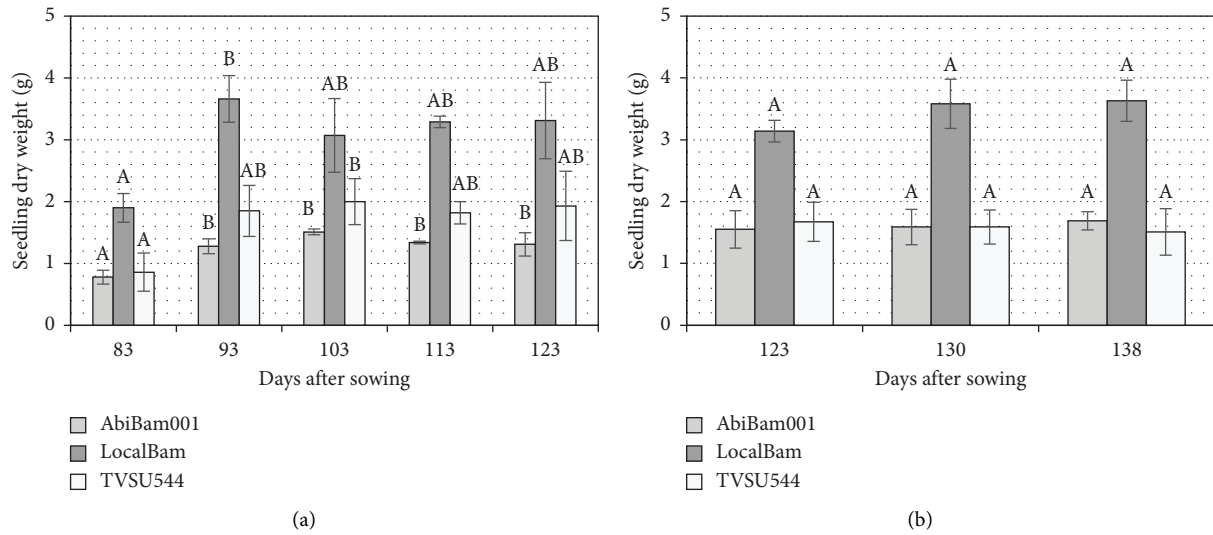 5
4
3
2
1
0
Seedling dry weight (g)
A
A
A
B
B
AB
B
AB
B
B
AB
AB
B
AB
AB
83
93
103
113
123
Days after sowing
AbiBam001
LocalBam
TVSU544
(a)
5
4
3
2
1
0
Seedling dry weight (g)
A
A
A
A
A
A
A
A
A
123
130
138
Days after sowing
AbiBam001
LocalBam
TVSU544
(b)